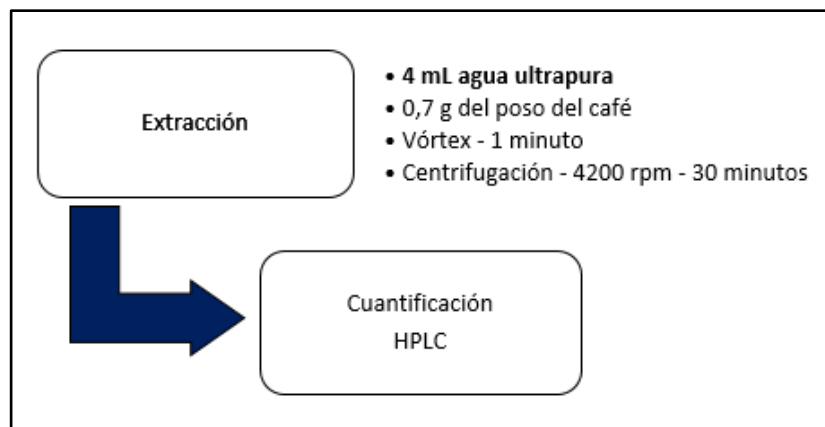 Extracción
• 4 mL agua ultrapura
• 0,7 g del poso del café
• Vórtex - 1 minuto
• Centrifugación - 4200 rpm - 30 minutos
Cuantificación
HPLC